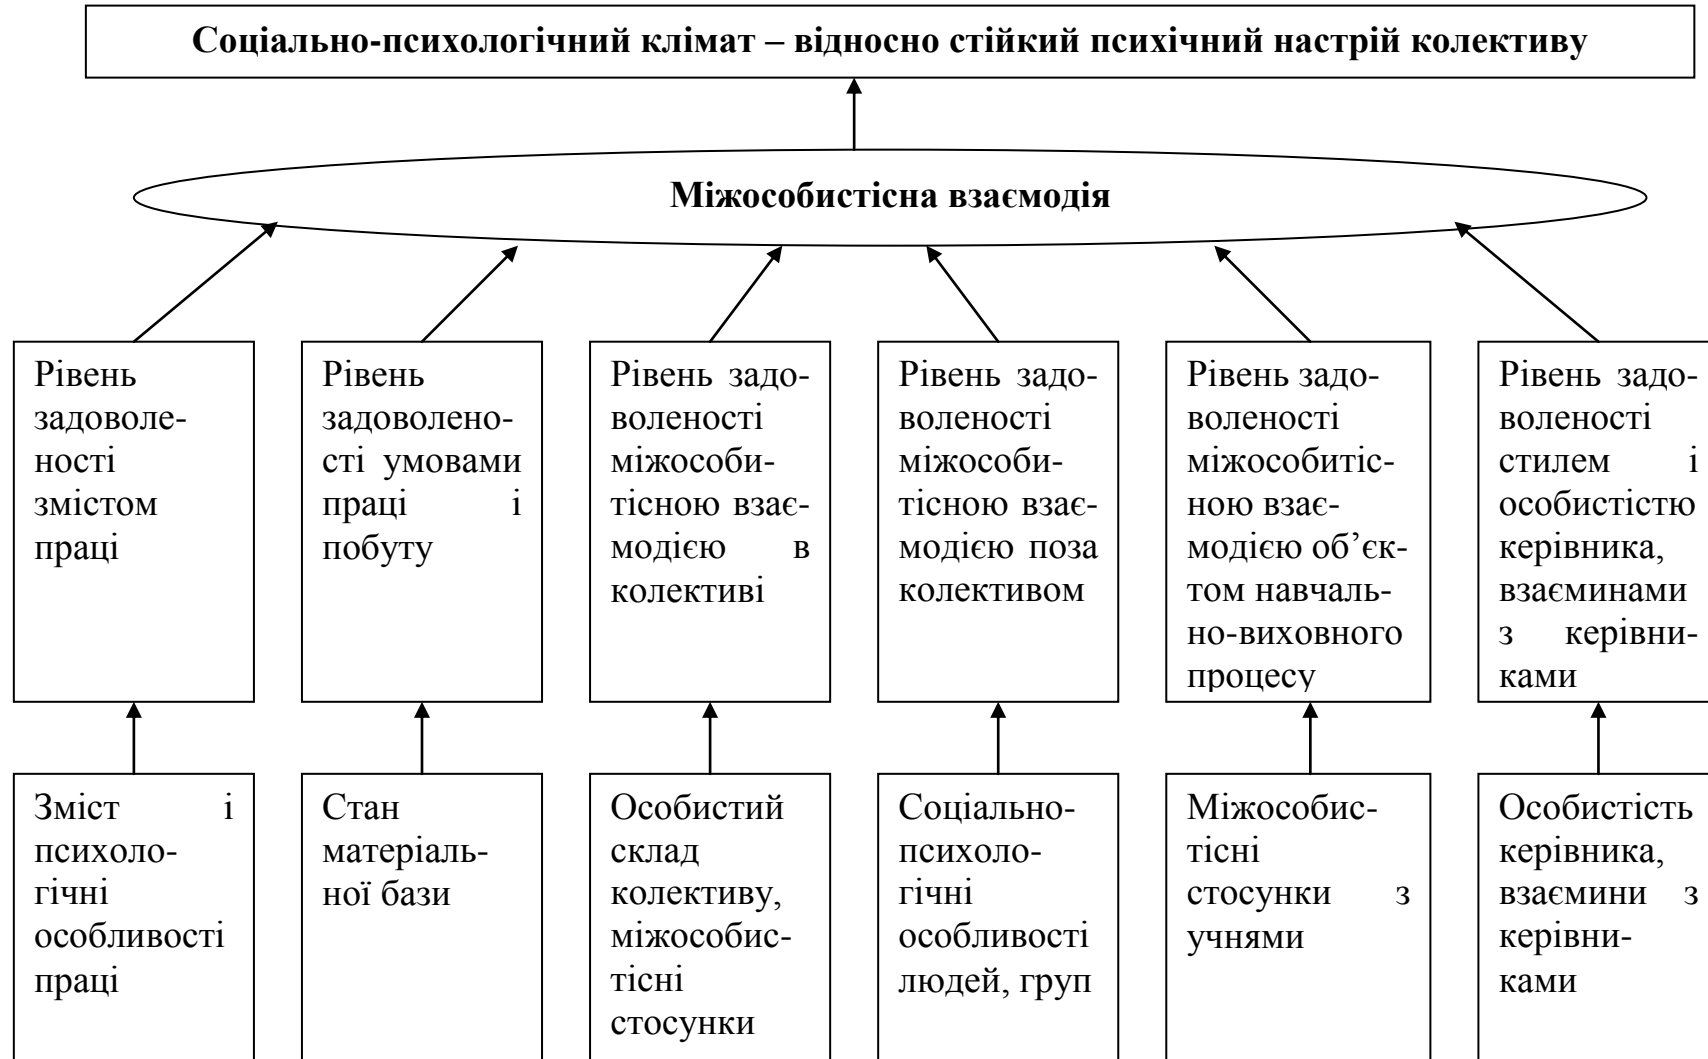 Соціально-психологічний клімат – відносно стійкий психічний настрій колективу
Міжособистісна взаємодія
Рівень
задоволе-
ності
змістом
праці
Рівень
задоволено-
сті умовами
праці і
побуту
Рівень задо-
воленості
міжособи-
тісною взає-
модією в
колективі
Рівень задо-
воленості
міжособи-
тісною взає-
модією поза
колективом
Рівень задо-
воленості
міжособитіс-
ною взає-
модією об’єк-
том навчаль-
но-виховного
процесу
Рівень задо-
воленості
стилем і
особистістю
керівника,
взаєминами
з керівни-
ками
Зміст і
психоло-
гічні
особливості
праці
Стан
матеріаль-
ної бази
Особистий
склад
колективу,
міжособис-
тісні
стосунки
Соціально-
психоло-
гічні
особливості
людей, груп
Міжособис-
тісні
стосунки з
учнями
Особистість
керівника,
взаємини з
керівни-
ками